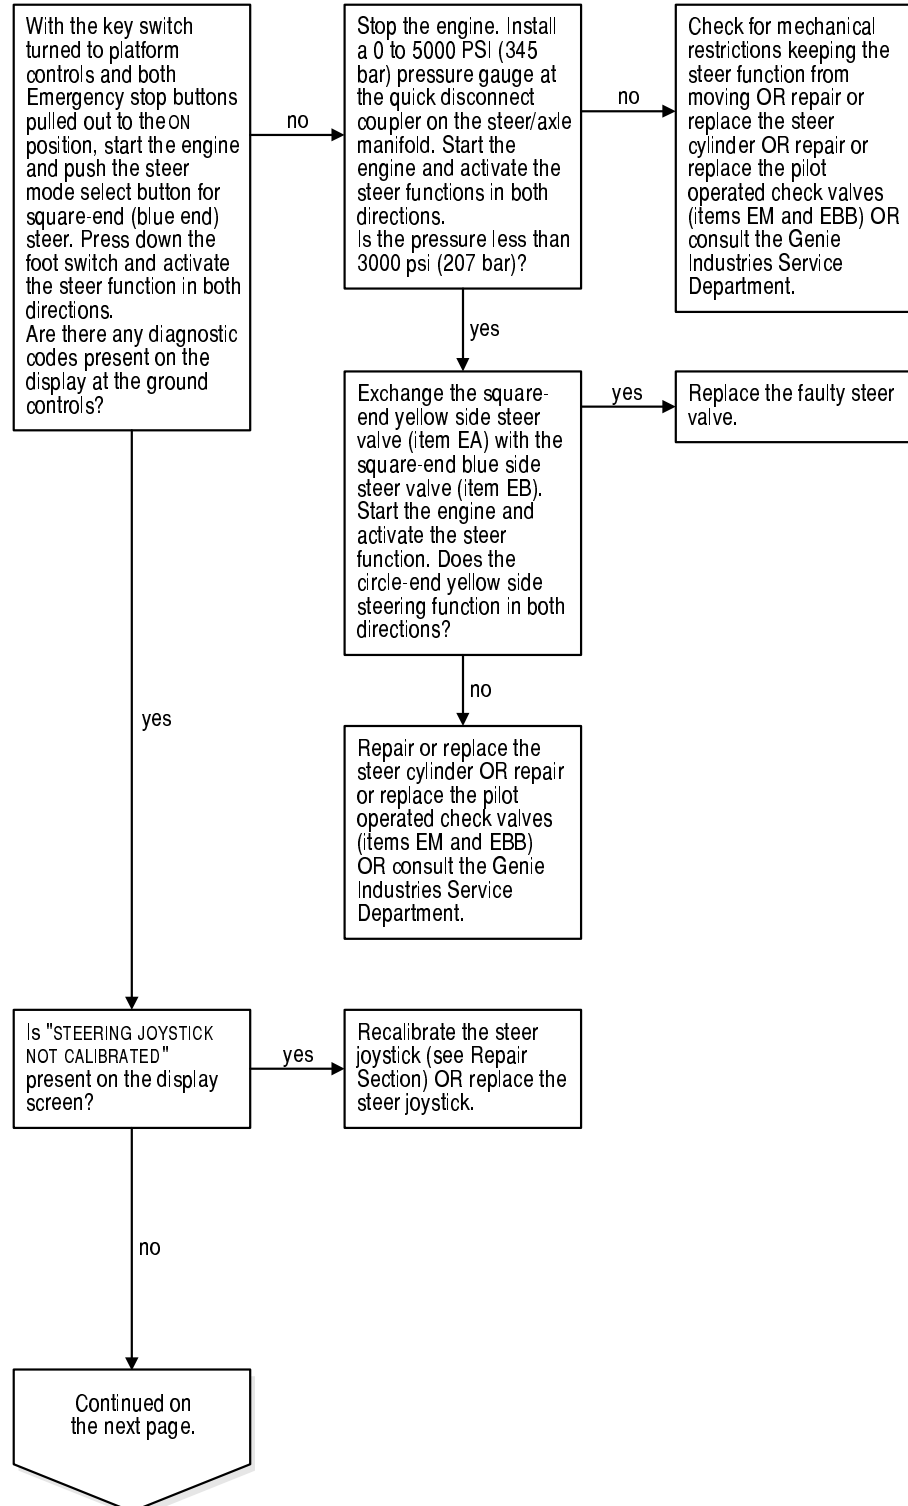 With the key switch
turned to platform
controls and both
Emergency stop buttons
pulled out to the ON
position, start the engine
and push the steer
mode select button for
square-end (blue end)
steer. Press down the
foot switch and activate
the steer function in both
directions.
Are there any diagnostic
codes present on the
display at the ground
controls?
no
Stop the engine. Install
a 0 to 5000 PSI (345
bar) pressure gauge at
the quick disconnect
coupler on the steer/axle
manifold. Start the
engine and activate the
steer functions in both
directions.
Is the pressure less than
3000 psi (207 bar)?
no
Check for mechanical
restrictions keeping the
steer function from
moving OR repair or
replace the steer
cylinder OR repair or
replace the pilot
operated check valves
(items EM and EBB) OR
consult the Genie
Industries Service
Department.
yes
Exchange the square-
end yellow side steer
valve (item EA) with the
square-end blue side
steer valve (item EB).
Start the engine and
activate the steer
function. Does the
circle-end yellow side
steering function in both
directions?
yes
Replace the faulty steer
valve.
no
Repair or replace the
steer cylinder OR repair
or replace the pilot
operated check valves
(items EM and EBB)
OR consult the Genie
Industries Service
Department.
yes
Is "STEERING JOYSTICK
NOT CALIBRATED"
present on the display
screen?
yes
Recalibrate the steer
joystick (see Repair
Section) OR replace the
steer joystick.
no
Continued on
the next page.